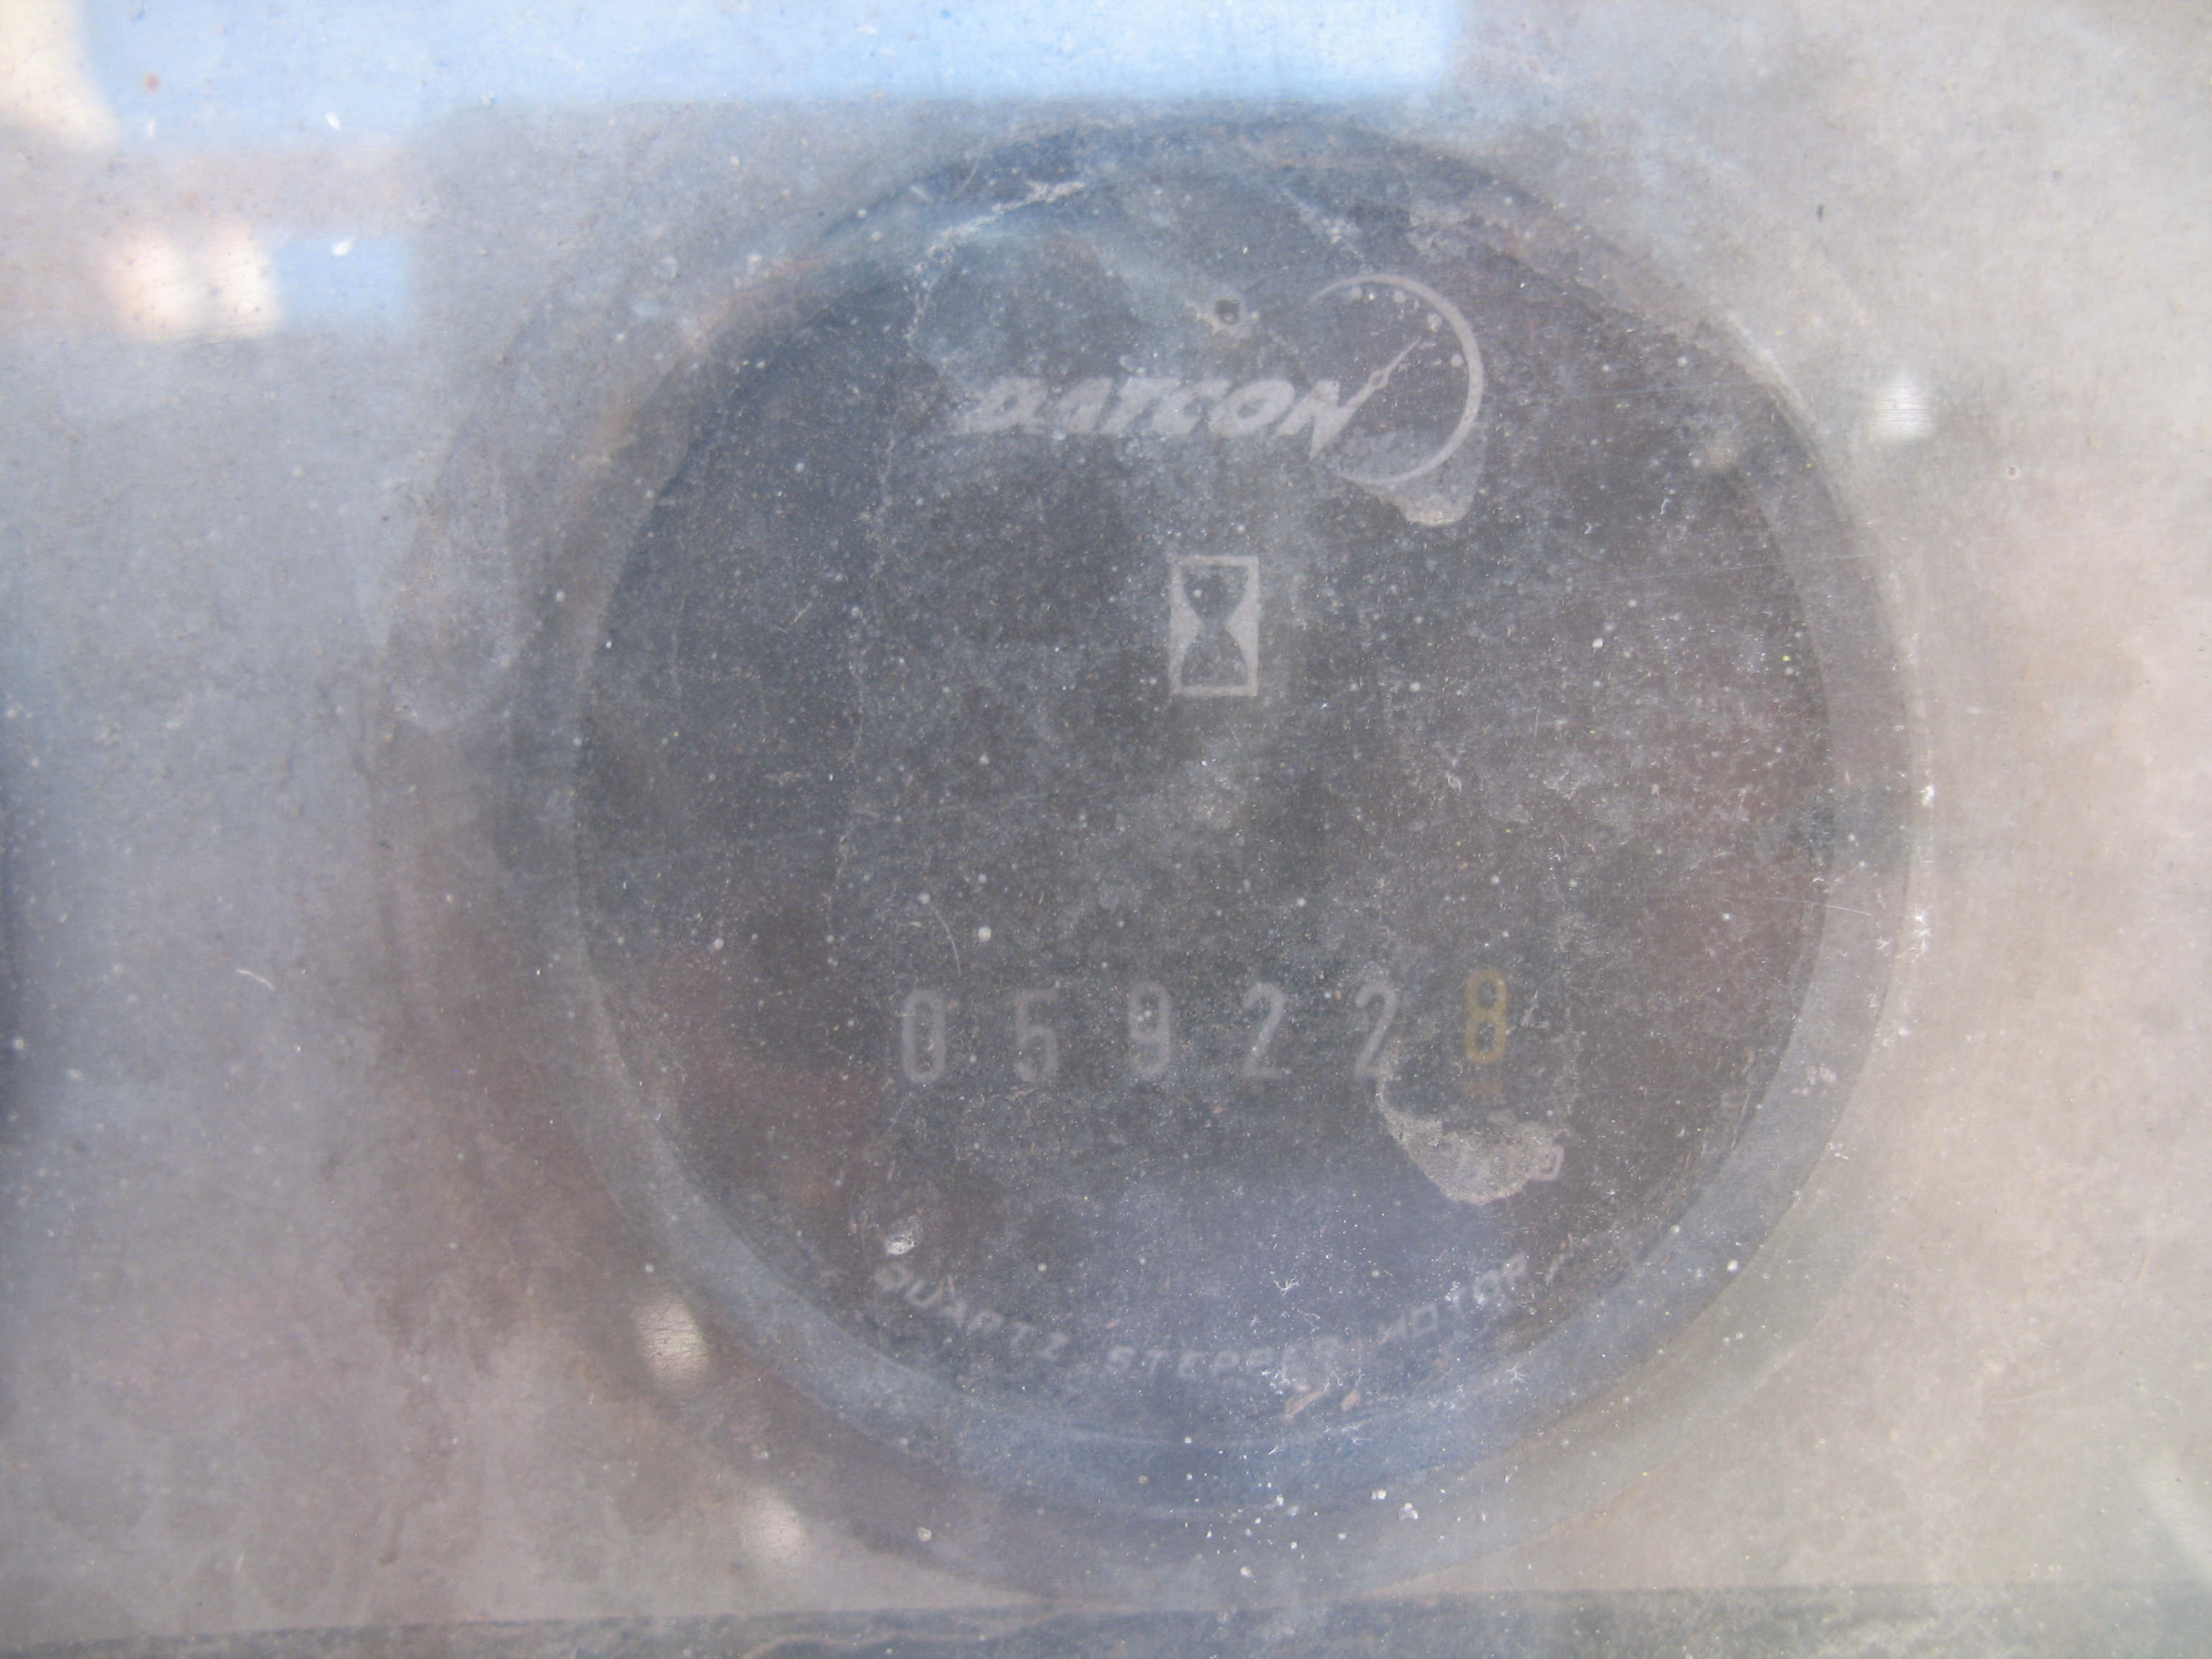 DATCON
059228
QUARTZ STEPPER MOTOR